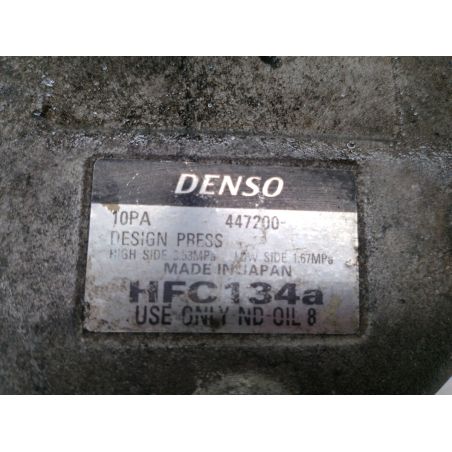 DENSO
10PA 447200-
DESIGN PRESS
HIGH SIDE 3.53MPa LOW SIDE 1.67MPa
MADE IN JAPAN
HFC134a
USE ONLY ND-OIL 8